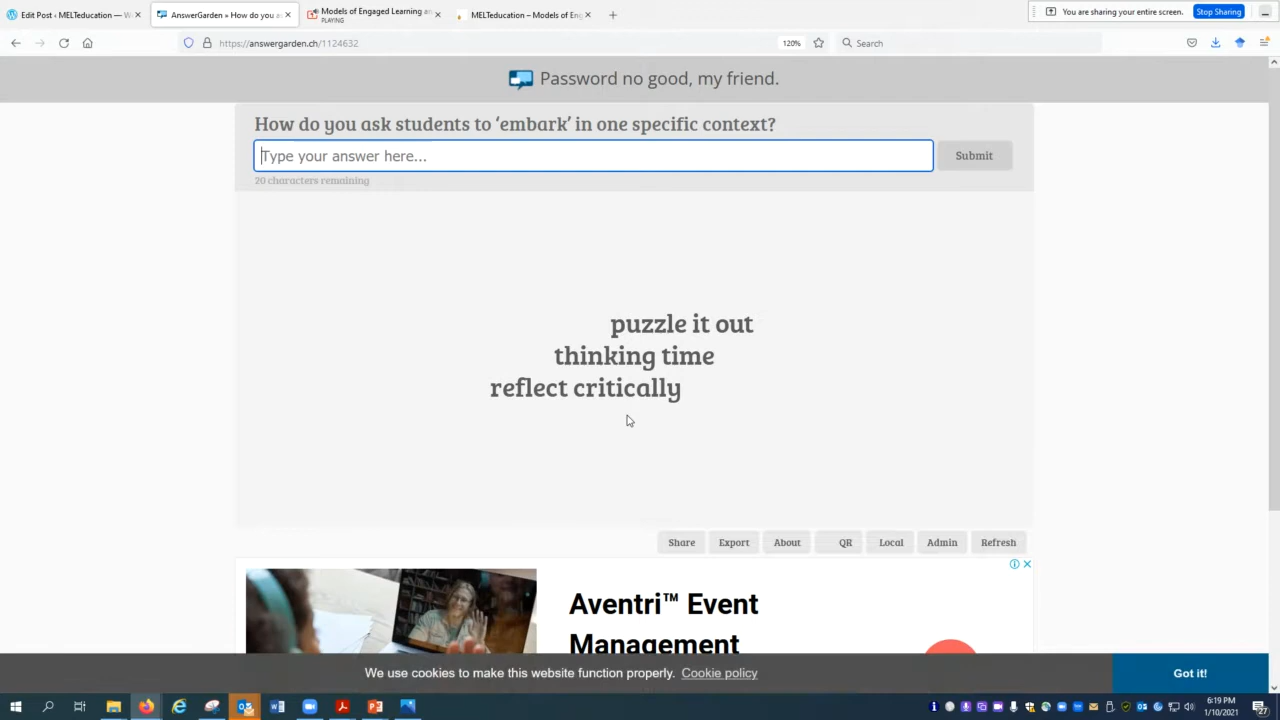 Edit Post ‹ MELTeducation — W
AnswerGarden » How do you as
Models of Engaged Learning an
PLAYING
MELTeducation – Models of Eng
You are sharing your entire screen.
Stop Sharing
https://answergarden.ch/1124632
120%
Search
Password no good, my friend.
How do you ask students to ‘embark’ in one specific context?
Type your answer here...
Submit
20 characters remaining
puzzle it out
thinking time
reflect critically
Share
Export
About
QR
Local
Admin
Refresh
Aventri™ Event
Management
We use cookies to make this website function properly. Cookie policy
Got it!
6:19 PM
1/10/2021
27